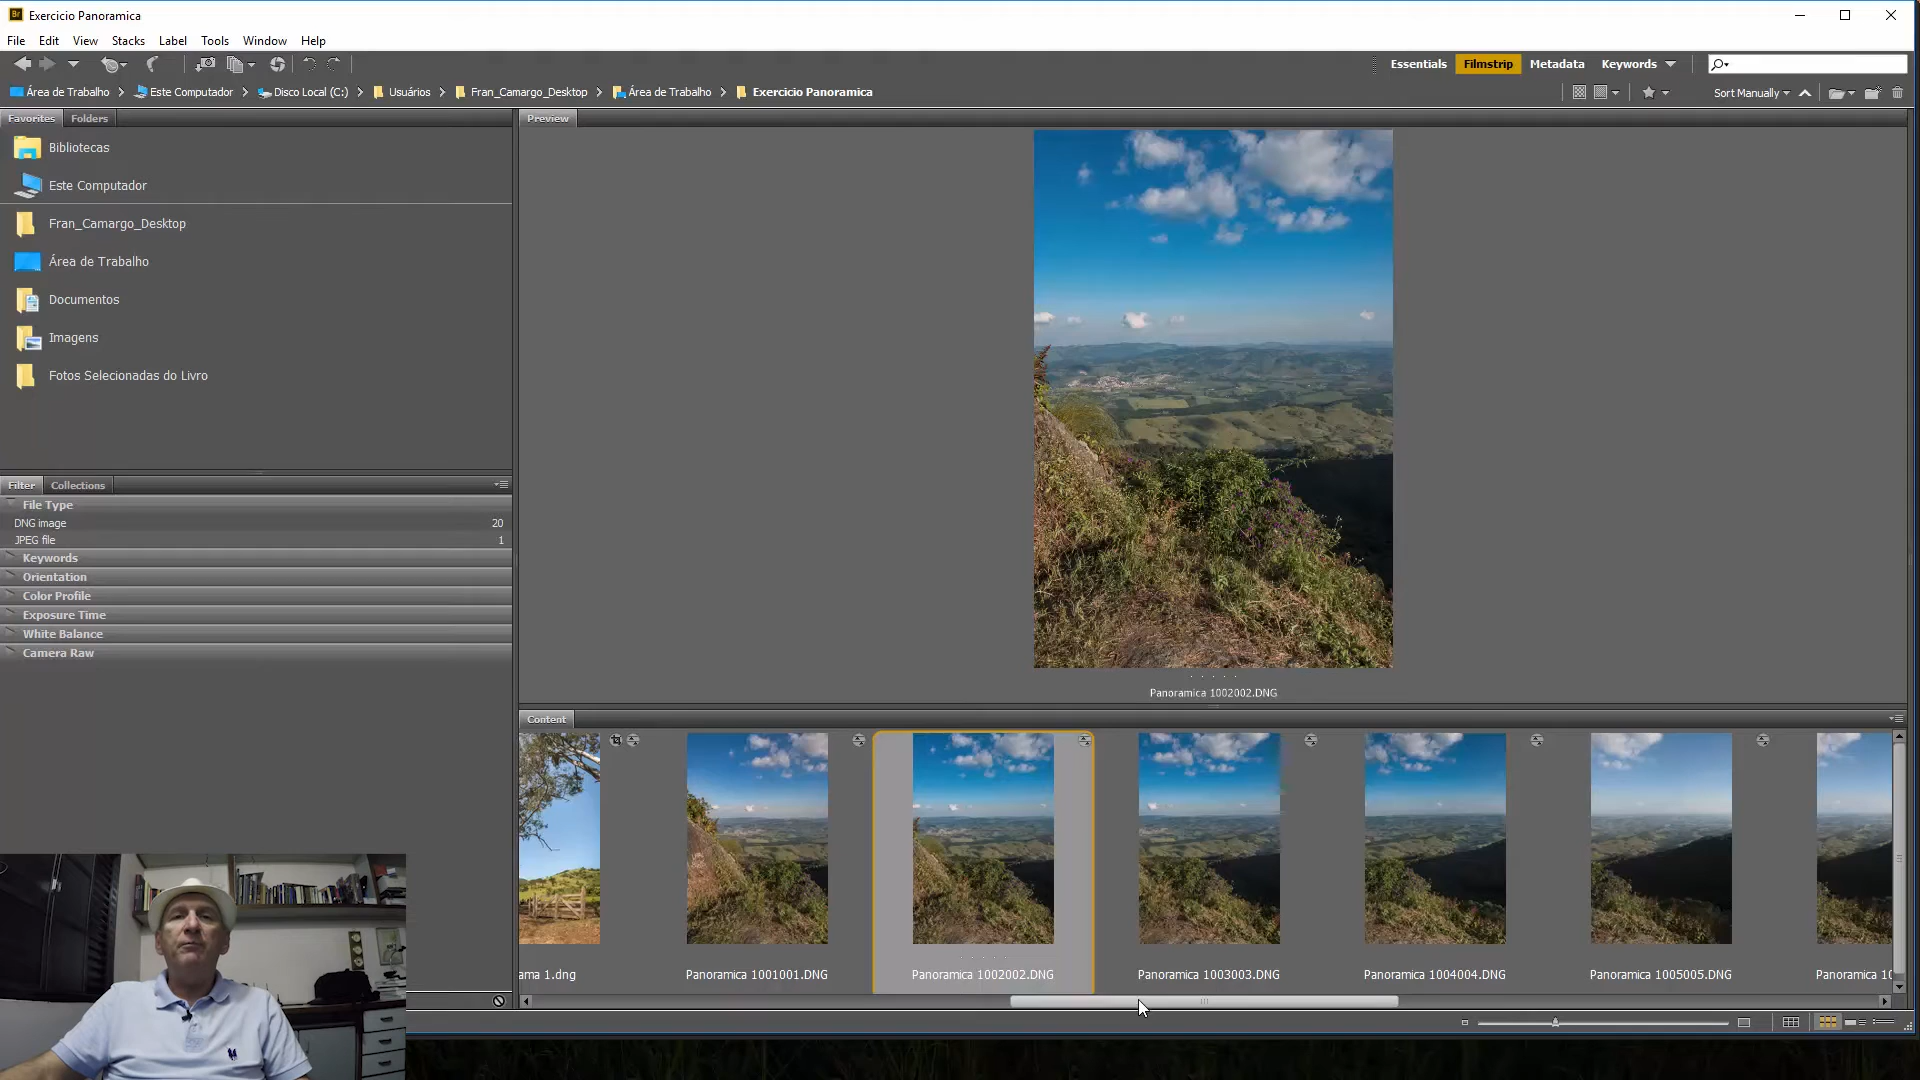 Br Exercicio Panoramica
File Edit View Stacks Label Tools Window Help
Essentials Filmstrip Metadata Keywords
Área de Trabalho Este Computador Disco Local (C:) Usuários Fran_Camargo_Desktop Área de Trabalho Exercicio Panoramica Sort Manually
Favorites Folders
Bibliotecas
Este Computador
Fran_Camargo_Desktop
Área de Trabalho
Documentos
Imagens
Fotos Selecionadas do Livro
Filter Collections
File Type
DNG image 20
JPEG file 1
Keywords
Orientation
Color Profile
Exposure Time
White Balance
Camera Raw
Preview
Panoramica 1002002.DNG
Content
ama 1.dng
Panoramica 1001001.DNG
Panoramica 1002002.DNG
Panoramica 1003003.DNG
Panoramica 1004004.DNG
Panoramica 1005005.DNG
Panoramica 10